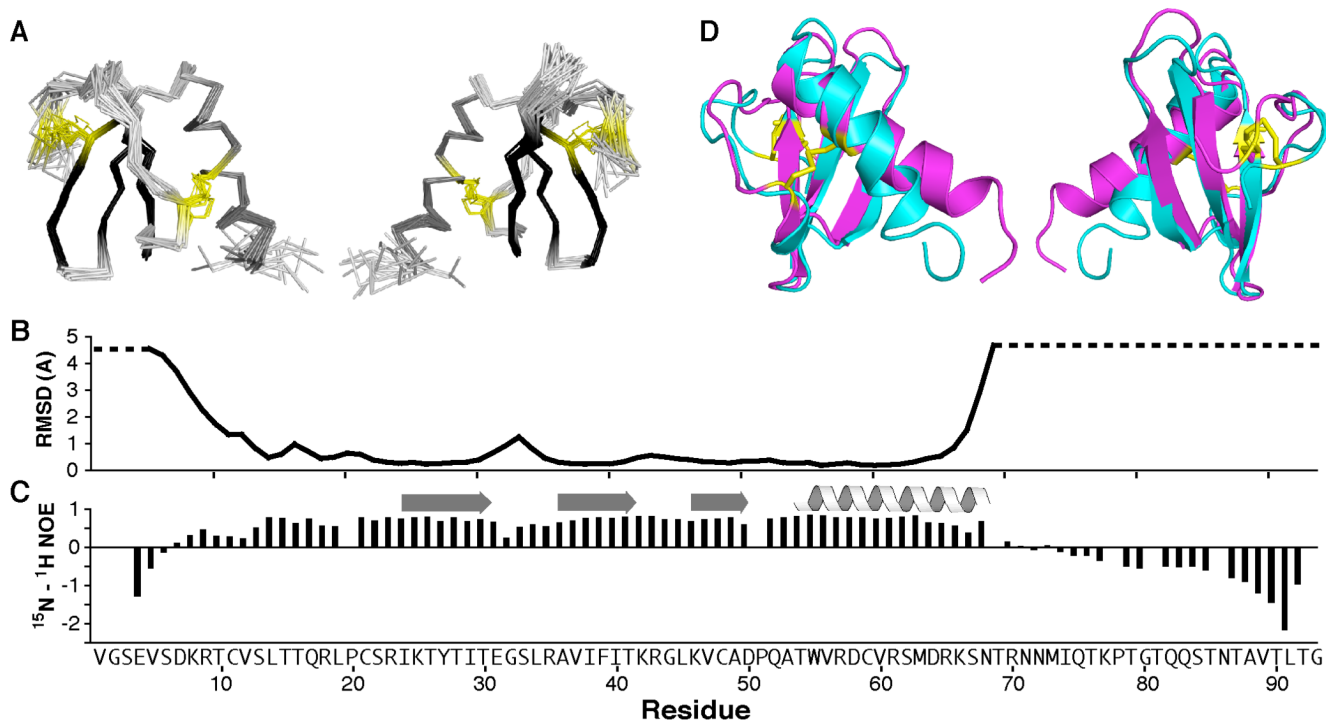 A
D
B
5
4
3
2
1
0
RMSD (A)
C
1
0
-1
-2
¹⁵N - ¹H NOE
VGSEVSDKRTCVSLTTQRLPCSRIKTYTITEGSLRAVIFITKRGLKVCADPQATWVRDCVRSMDRKSNTRNNMIQTKPTGTQQSTNTAVTLTG
10 20 30 40 50 60 70 80 90
Residue